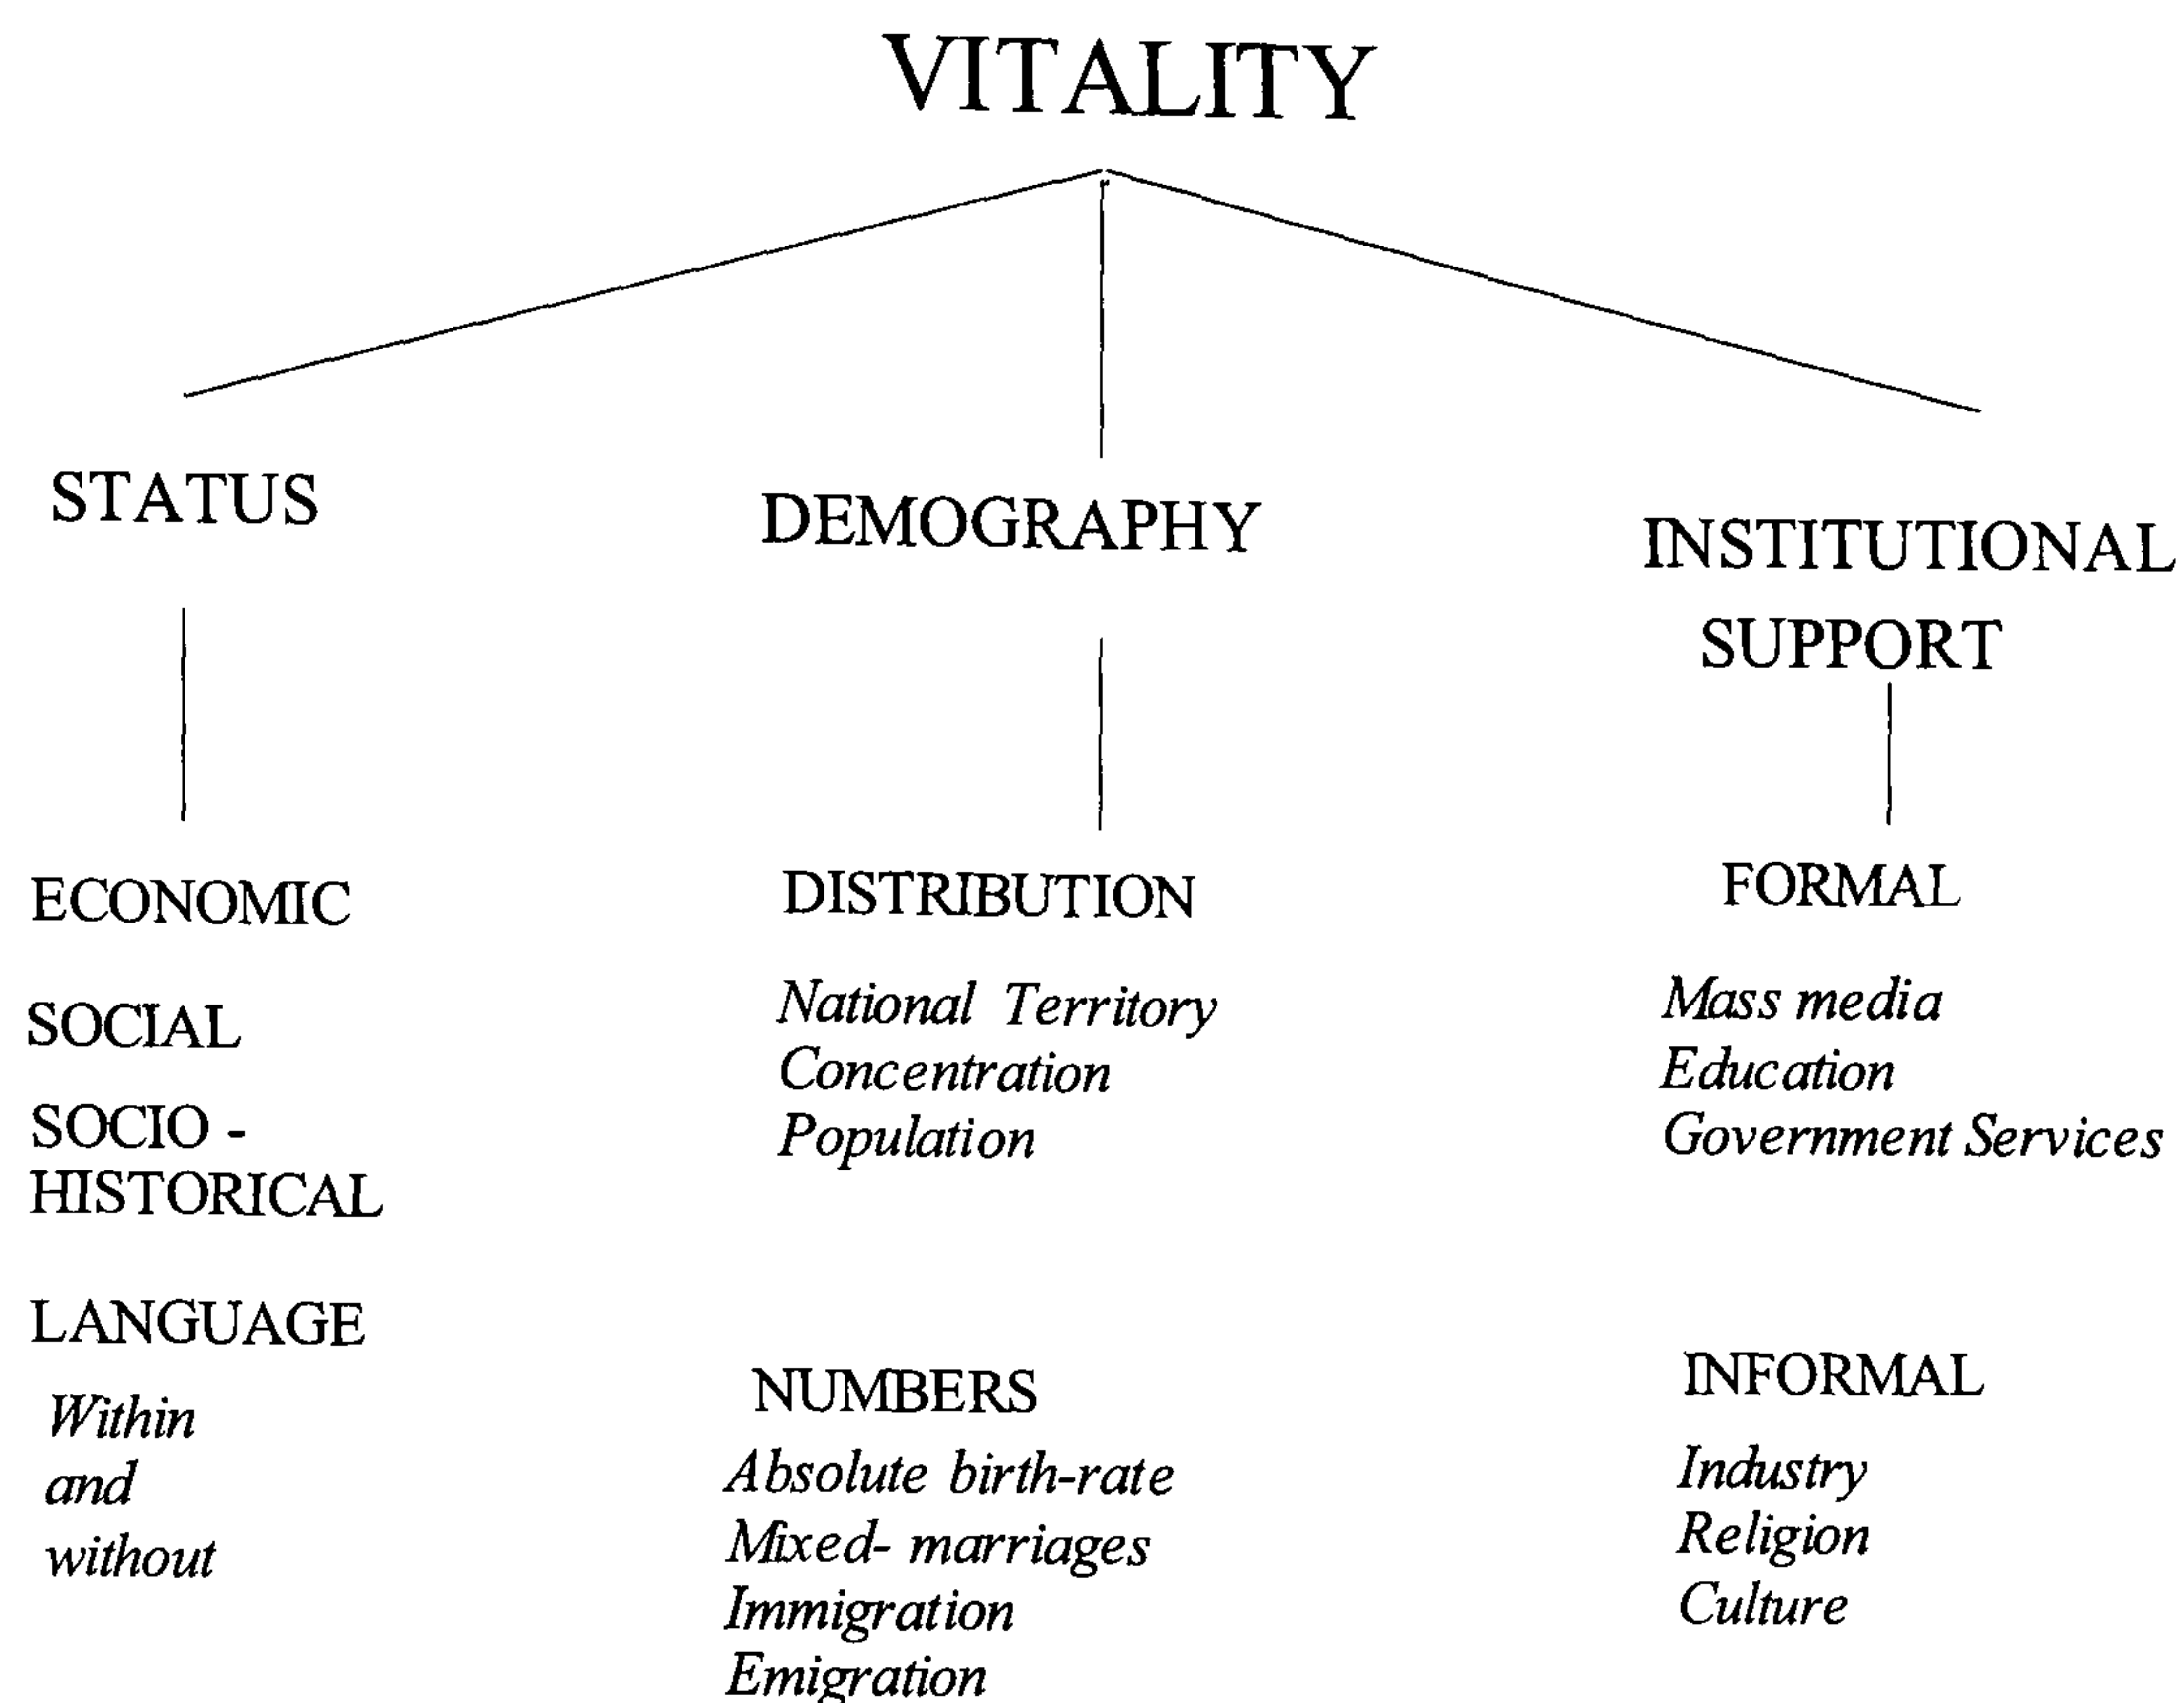 VITALITY
STATUS
ECONOMIC
SOCIAL
SOCIO -
HISTORICAL
LANGUAGE
Within
and
without
DEMOGRAPHY
DISTRIBUTION
National Territory
Concentration
Population
NUMBERS
Absolute birth-rate
Mixed- marriages
Immigration
Emigration
INSTITUTIONAL
SUPPORT
FORMAL
Mass media
Education
Government Services
INFORMAL
Industry
Religion
Culture